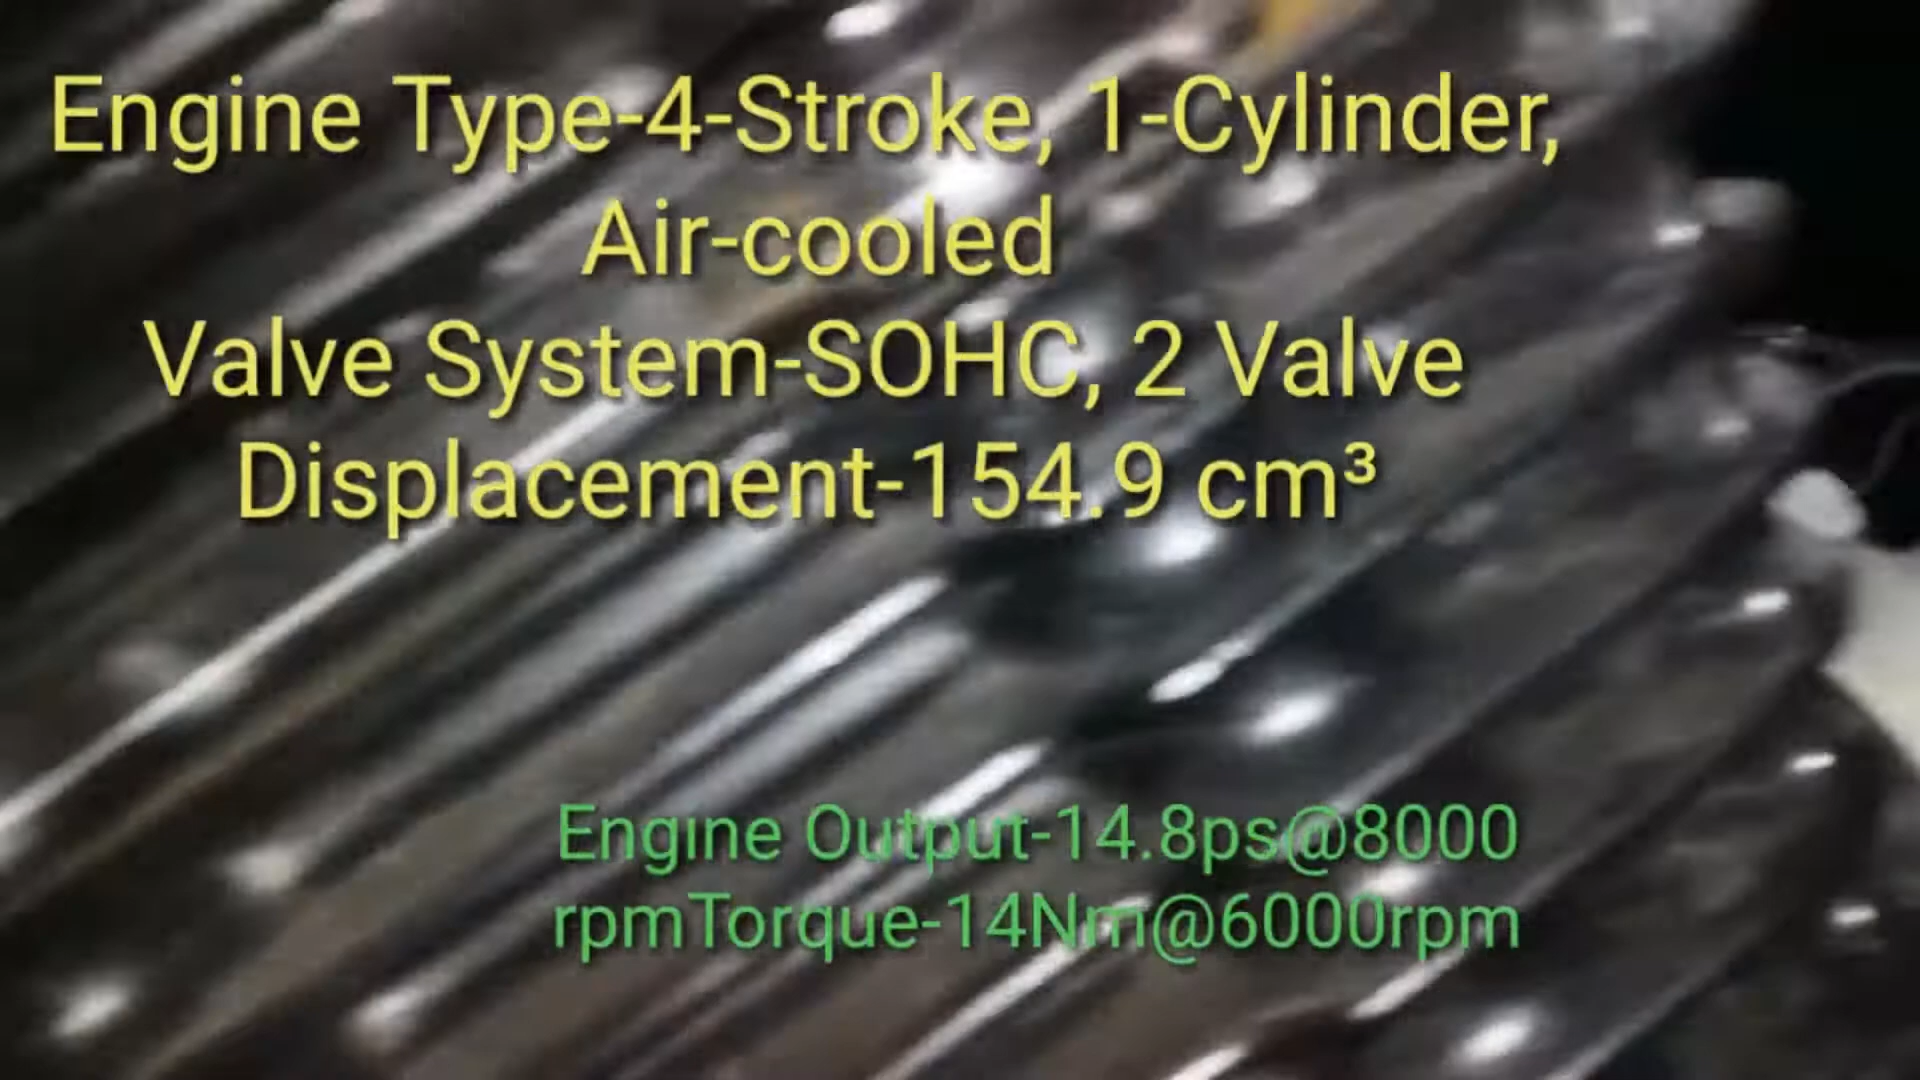 Engine Type-4-Stroke, 1-Cylinder,
Air-cooled
Valve System-SOHC, 2 Valve
Displacement-154.9 cm³
Engine Output-14.8ps@8000
rpmTorque-14Nm@6000rpm